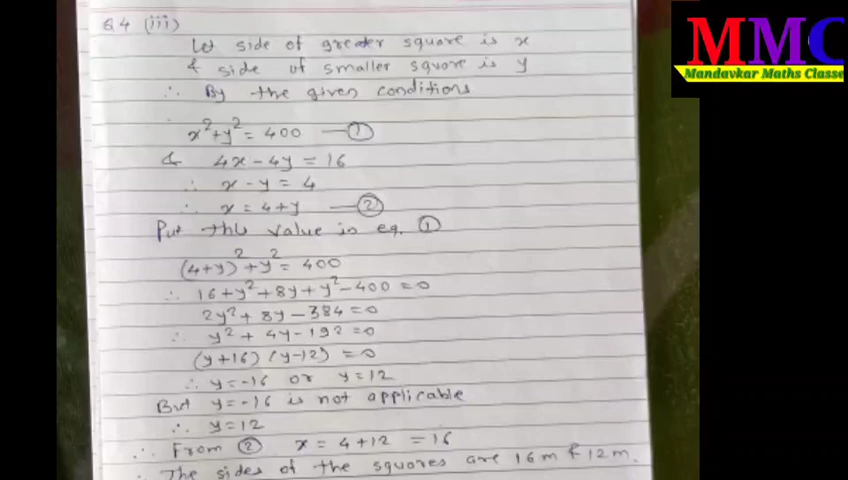 Q4 (iii)
MMC
Mandavkar Maths Classe
Let side of greater square is x
& side of smaller square is y
∴ By the given conditions
x²+y² = 400 —①
& 4x - 4y = 16
∴ x - y = 4
∴ x = 4+y —②
Put this value in eq. ①
(4+y)² + y² = 400
∴ 16+y²+8y+y²-400 = 0
2y²+8y-384=0
∴ y²+4y-192=0
(y+16)(y-12) = 0
∴ y=-16 or y=12
But y=-16 is not applicable
∴ y=12
∴ From ② x = 4+12 = 16
∴ The sides of the squares are 16m & 12m.